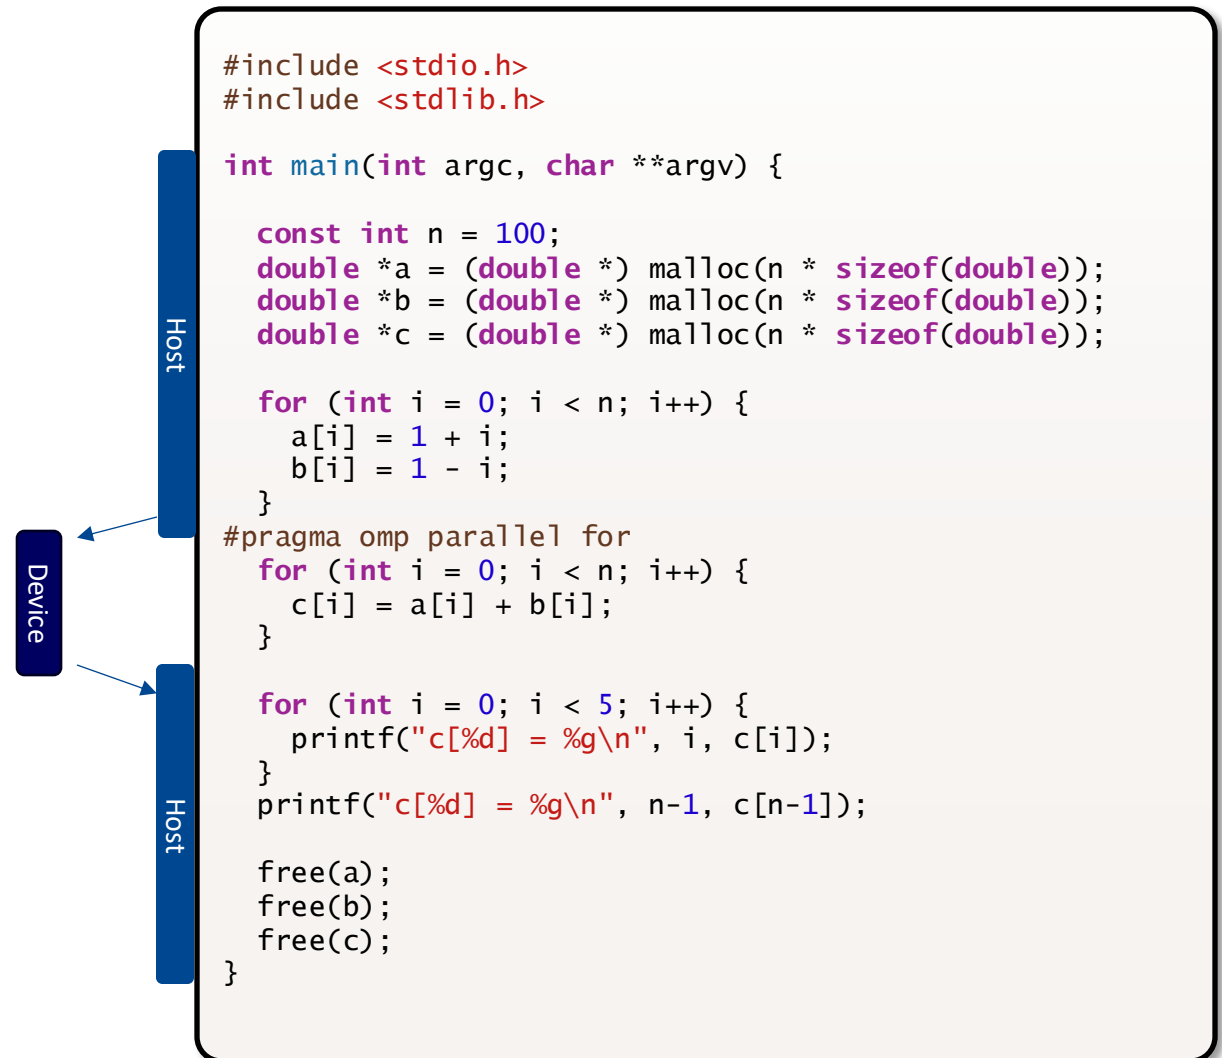 #include <stdio.h>
#include <stdlib.h>
int main(int argc, char **argv) {
const int n = 100;
double *a = (double *) malloc(n * sizeof(double));
double *b = (double *) malloc(n * sizeof(double));
double *c = (double *) malloc(n * sizeof(double));
Host
for (int i = 0; i < n; i++) {
a[i] = 1 + i;
b[i] = 1 - i;
}
#pragma omp parallel for
for (int i = 0; i < n; i++) {
c[i] = a[i] + b[i];
}
Device
for (int i = 0; i < 5; i++) {
printf("c[%d] = %g\n", i, c[i]);
}
printf("c[%d] = %g\n", n-1, c[n-1]);
Host
free(a);
free(b);
free(c);
}